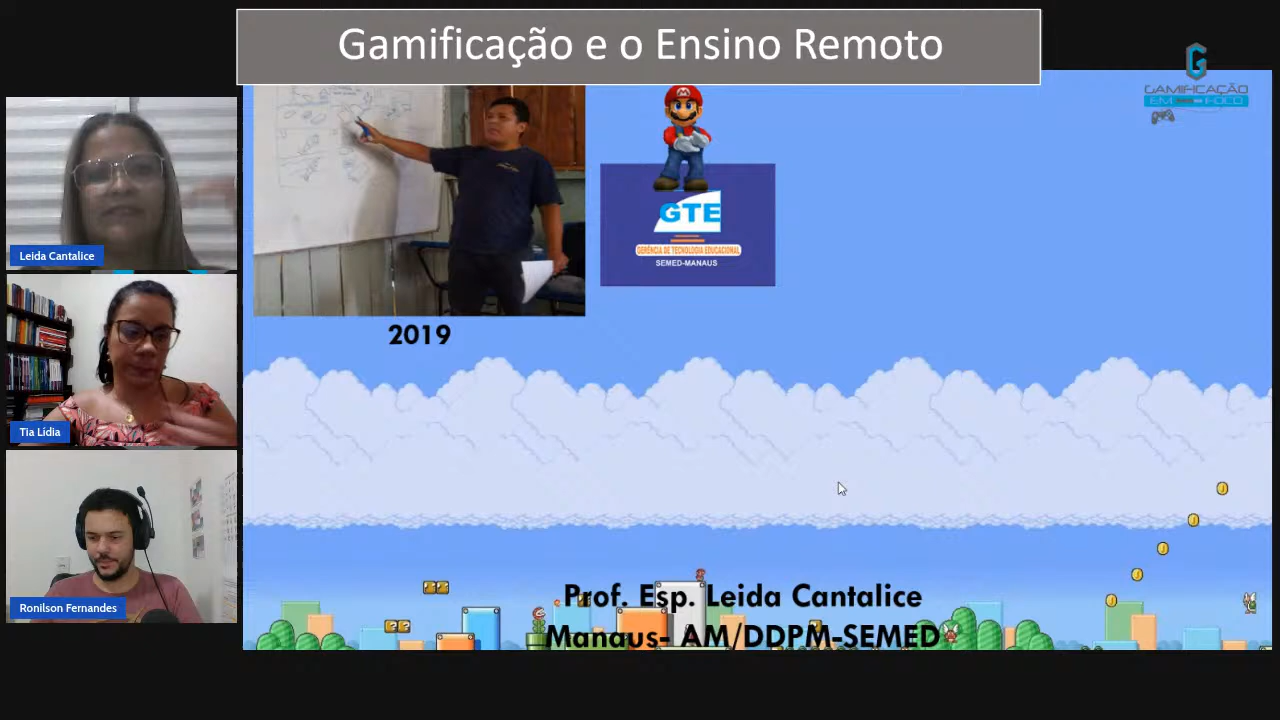 Gamificação e o Ensino Remoto
GAMIFICAÇÃO
EM FOCO
Leida Cantalice
Tia Lídia
Ronilson Fernandes
GTE
GERÊNCIA DE TECNOLOGIA EDUCACIONAL
SEMED-MANAUS
2019
Prof. Esp. Leida Cantalice
Manaus- AM/DDPM-SEMED